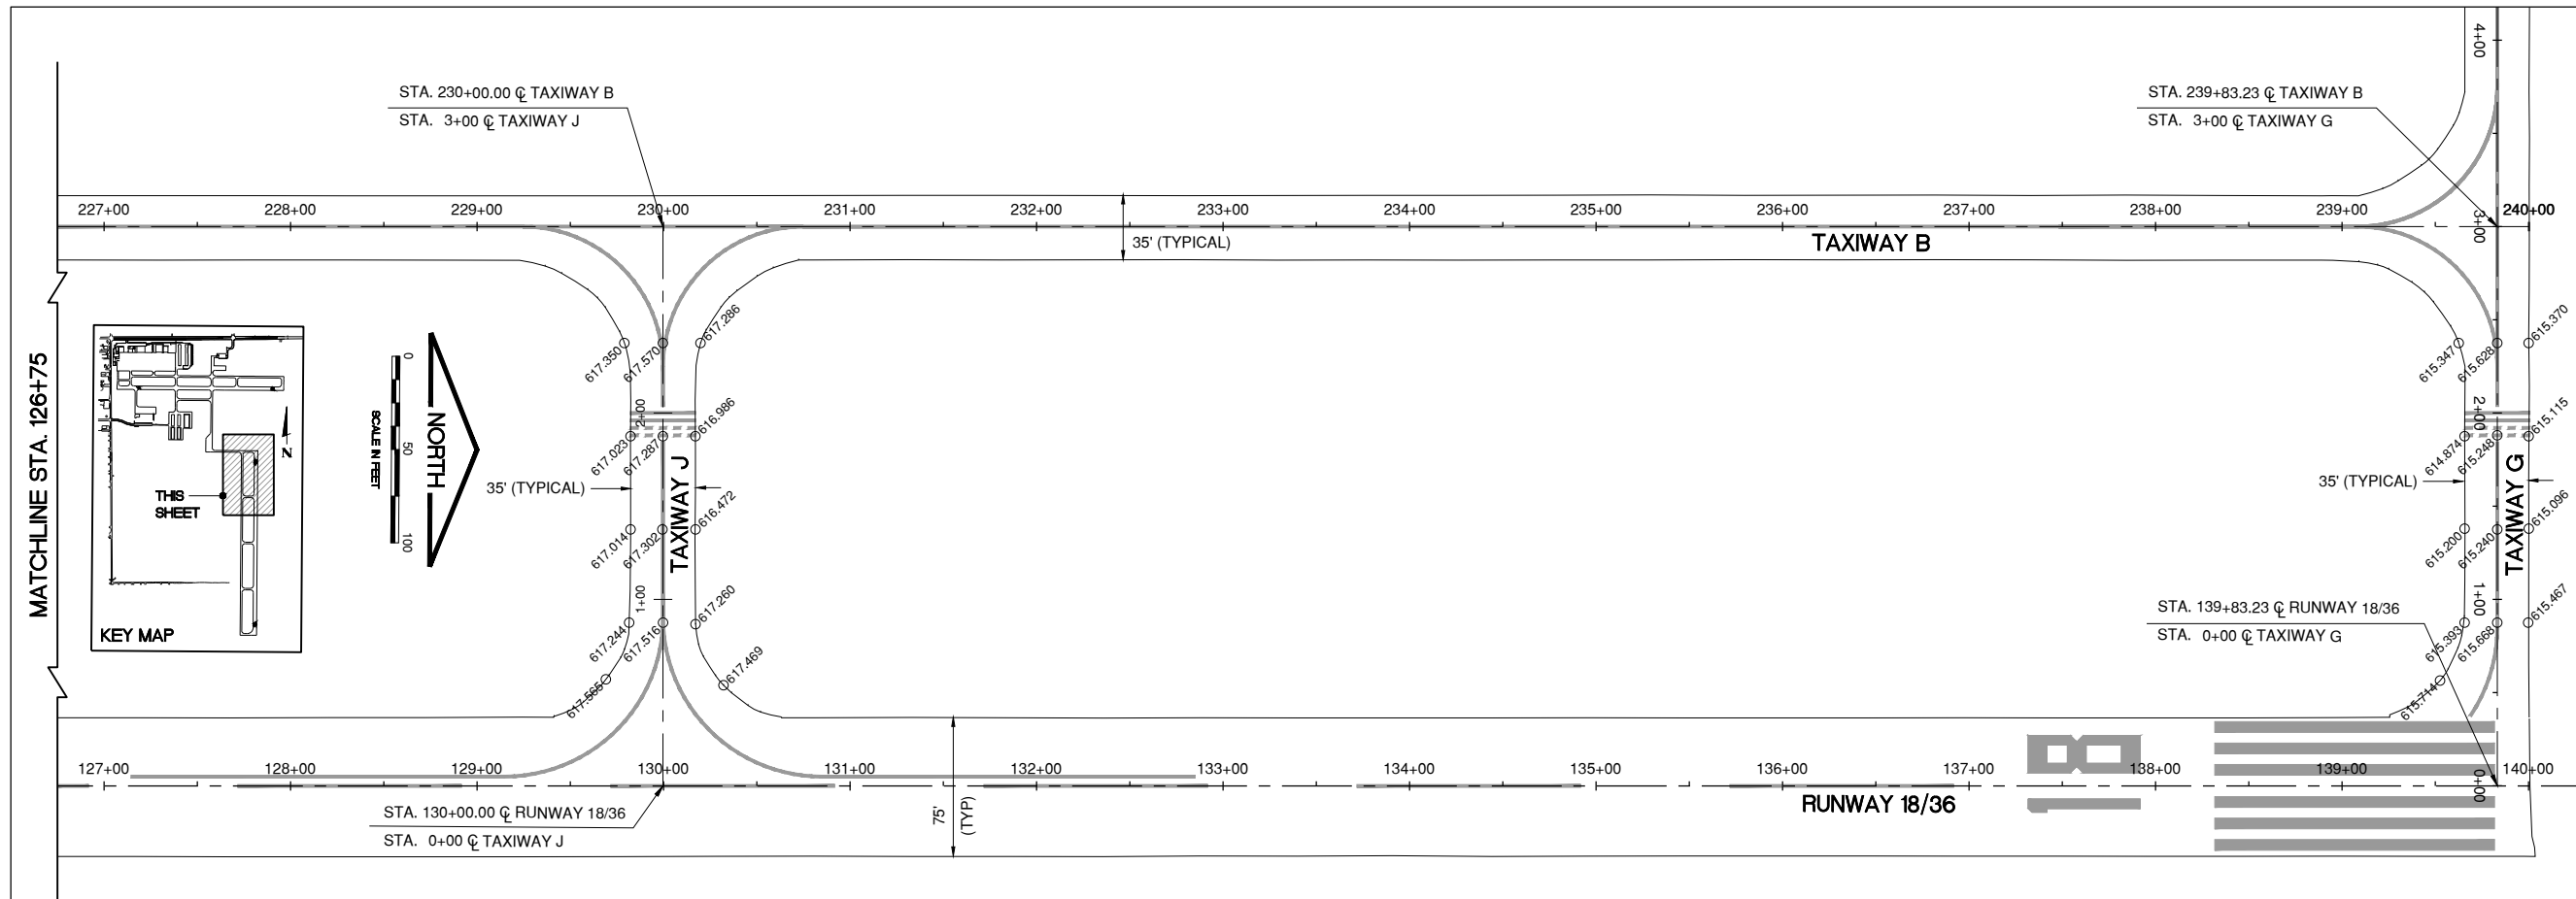 STA. 230+00.00 ℄ TAXIWAY B
STA. 3+00 ℄ TAXIWAY J
STA. 239+83.23 ℄ TAXIWAY B
STA. 3+00 ℄ TAXIWAY G
4+00
227+00
228+00
229+00
230+00
231+00
232+00
233+00
234+00
235+00
236+00
237+00
238+00
239+00
240+00
3+00
35' (TYPICAL)
TAXIWAY B
MATCHLINE STA. 126+75
THIS
SHEET
N
KEY MAP
0
50
100
SCALE IN FEET
NORTH
617.350
617.570
617.286
2+00
617.023
617.287
616.986
35' (TYPICAL)
TAXIWAY J
617.014
617.302
616.472
1+00
617.244
617.516
617.260
617.565
617.469
615.347
615.628
615.370
2+00
614.874
615.248
615.115
35' (TYPICAL)
TAXIWAY G
615.200
615.240
615.096
1+00
615.393
615.668
615.467
615.714
STA. 139+83.23 ℄ RUNWAY 18/36
STA. 0+00 ℄ TAXIWAY G
127+00
128+00
129+00
130+00
131+00
132+00
133+00
134+00
135+00
136+00
137+00
138+00
139+00
140+00
0+00
STA. 130+00.00 ℄ RUNWAY 18/36
STA. 0+00 ℄ TAXIWAY J
75'
(TYP)
RUNWAY 18/36
18